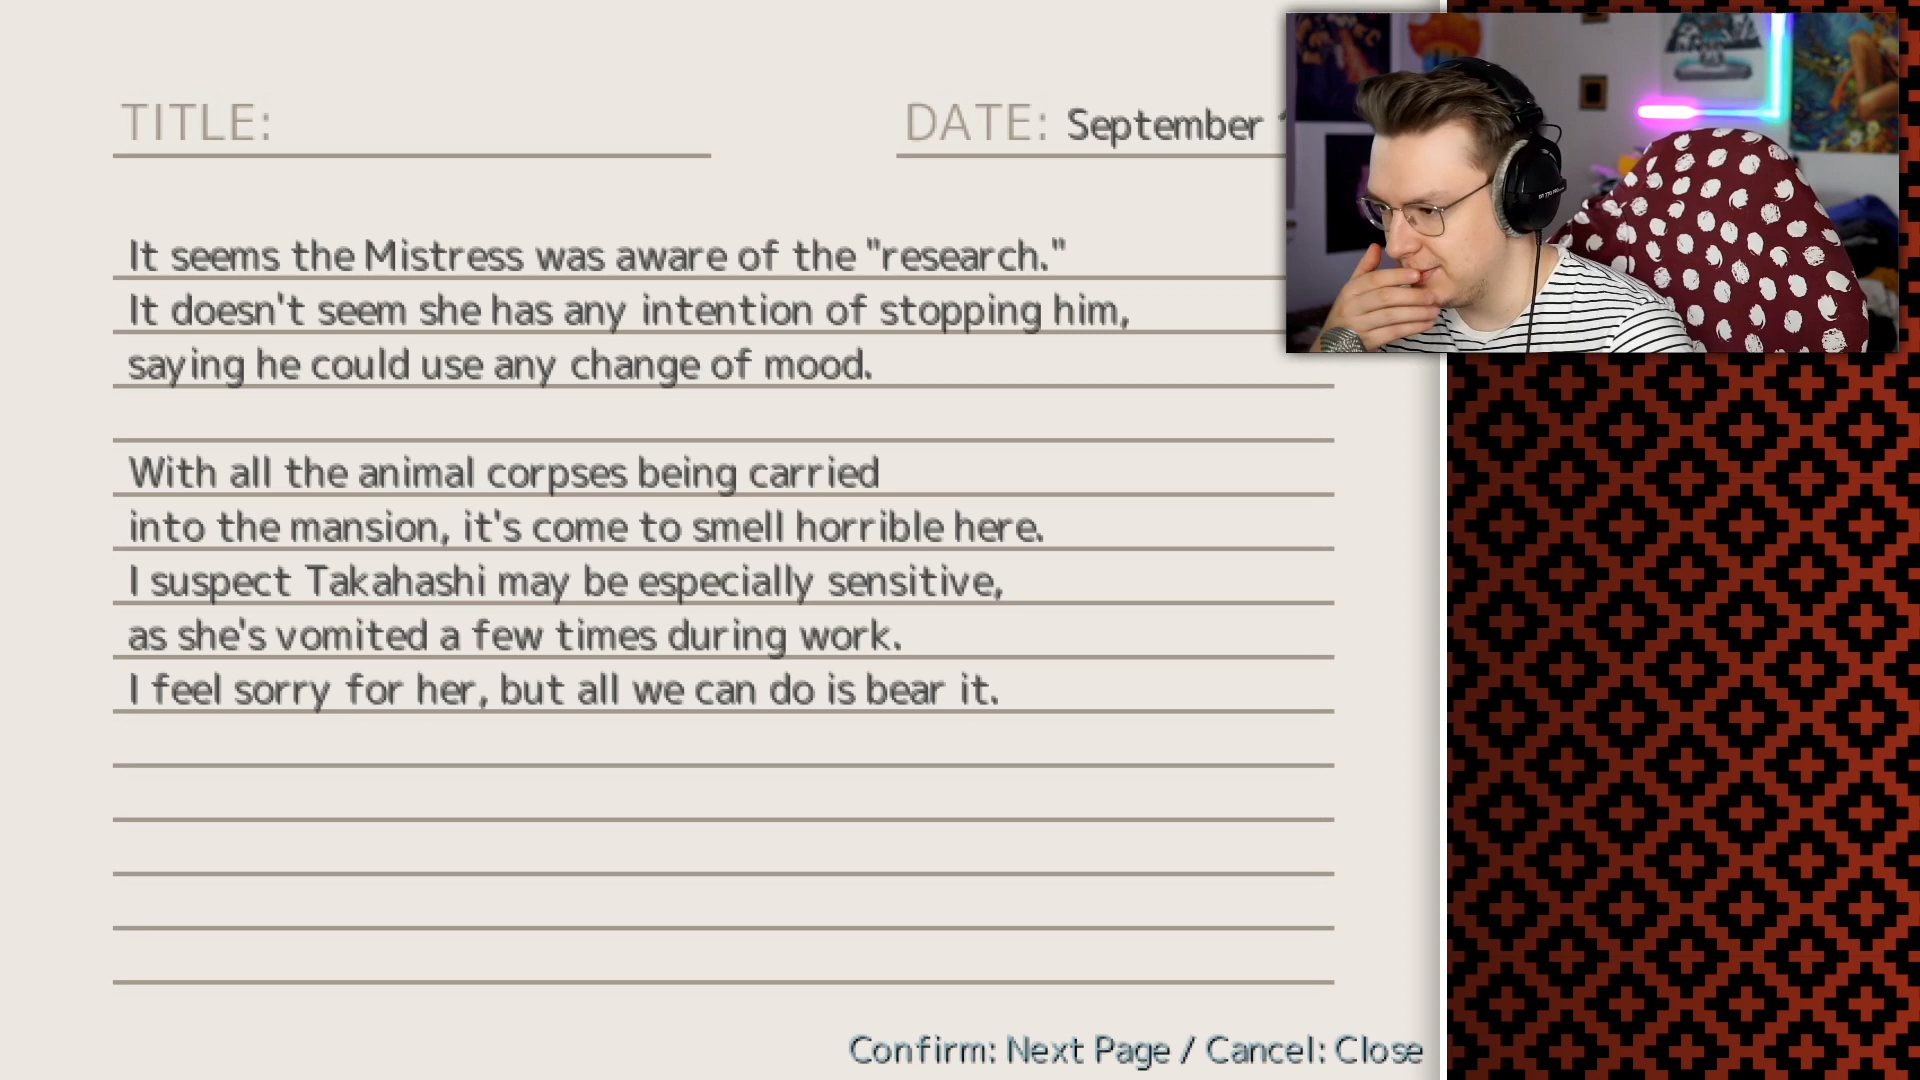 TITLE:
DATE: September
It seems the Mistress was aware of the "research."
It doesn't seem she has any intention of stopping him,
saying he could use any change of mood.
With all the animal corpses being carried
into the mansion, it's come to smell horrible here.
I suspect Takahashi may be especially sensitive,
as she's vomited a few times during work.
I feel sorry for her, but all we can do is bear it.
Confirm: Next Page / Cancel: Close